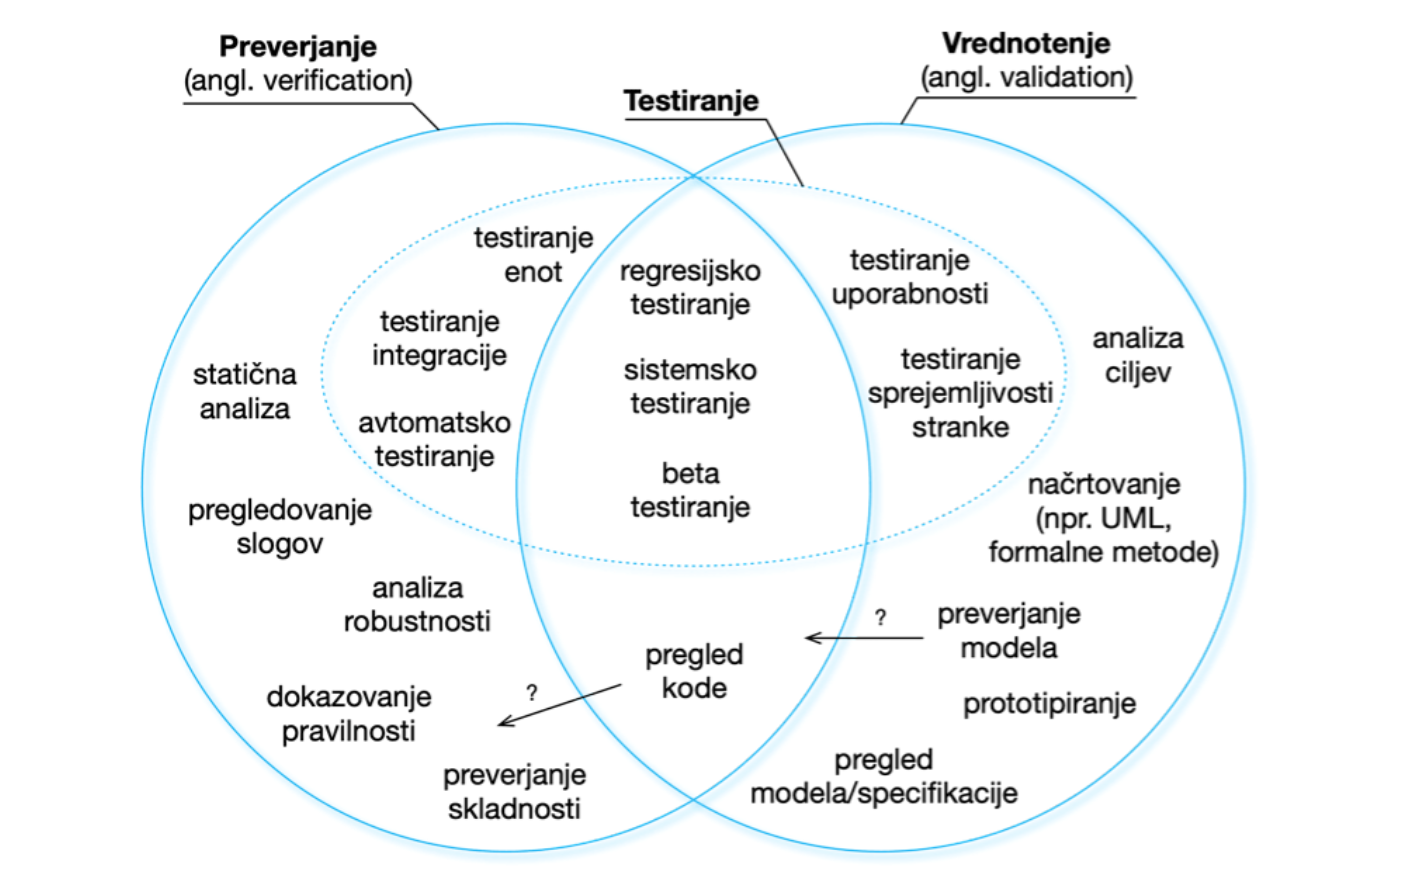 Preverjanje
(angl. verification)
Testiranje
Vrednotenje
(angl. validation)
testiranje
enot
testiranje
integracije
avtomatsko
testiranje
statična
analiza
pregledovanje
slogov
analiza
robustnosti
dokazovanje
pravilnosti
preverjanje
skladnosti
regresijsko
testiranje
sistemsko
testiranje
beta
testiranje
pregled
kode
?
?
testiranje
uporabnosti
testiranje
sprejemljivosti
stranke
analiza
ciljev
načrtovanje
(npr. UML,
formalne metode)
preverjanje
modela
prototipiranje
pregled
modela/specifikacije